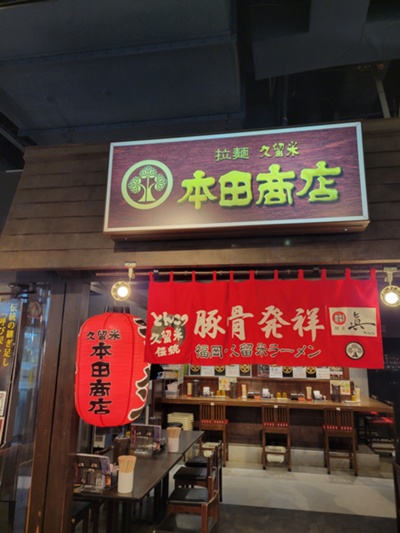 拉麺 久留米
本田商店
とんこつ
久留米
伝統
豚骨発祥
福岡・久留米ラーメン
眞
久留米
本田商店